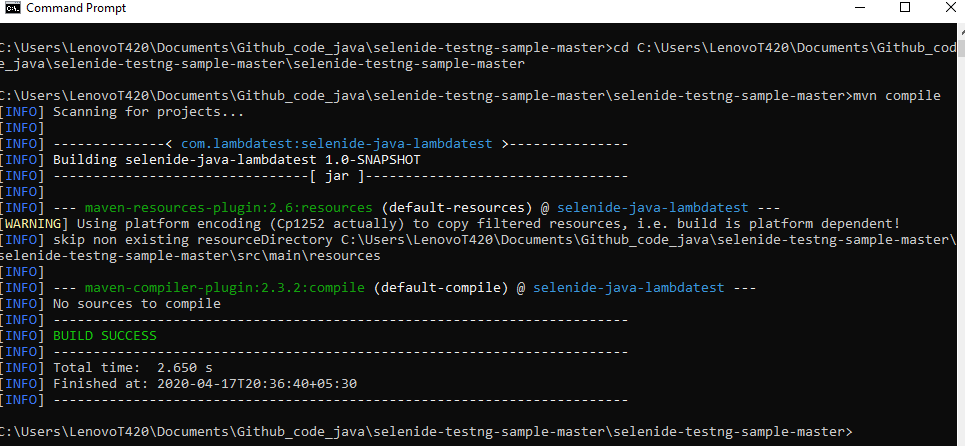 Command Prompt
C:\Users\LenovoT420\Documents\Github_code_java\selenide-testng-sample-master>cd C:\Users\LenovoT420\Documents\Github_cod
e_java\selenide-testng-sample-master\selenide-testng-sample-master
C:\Users\LenovoT420\Documents\Github_code_java\selenide-testng-sample-master\selenide-testng-sample-master>mvn compile
[INFO] Scanning for projects...
[INFO]
[INFO] --------------< com.lambdatest:selenide-java-lambdatest >---------------
[INFO] Building selenide-java-lambdatest 1.0-SNAPSHOT
[INFO] --------------------------------[ jar ]---------------------------------
[INFO]
[INFO] --- maven-resources-plugin:2.6:resources (default-resources) @ selenide-java-lambdatest ---
[WARNING] Using platform encoding (Cp1252 actually) to copy filtered resources, i.e. build is platform dependent!
[INFO] skip non existing resourceDirectory C:\Users\LenovoT420\Documents\Github_code_java\selenide-testng-sample-master\
selenide-testng-sample-master\src\main\resources
[INFO]
[INFO] --- maven-compiler-plugin:2.3.2:compile (default-compile) @ selenide-java-lambdatest ---
[INFO] No sources to compile
[INFO] ------------------------------------------------------------------------
[INFO] BUILD SUCCESS
[INFO] ------------------------------------------------------------------------
[INFO] Total time:  2.650 s
[INFO] Finished at: 2020-04-17T20:36:40+05:30
[INFO] ------------------------------------------------------------------------
C:\Users\LenovoT420\Documents\Github_code_java\selenide-testng-sample-master\selenide-testng-sample-master>